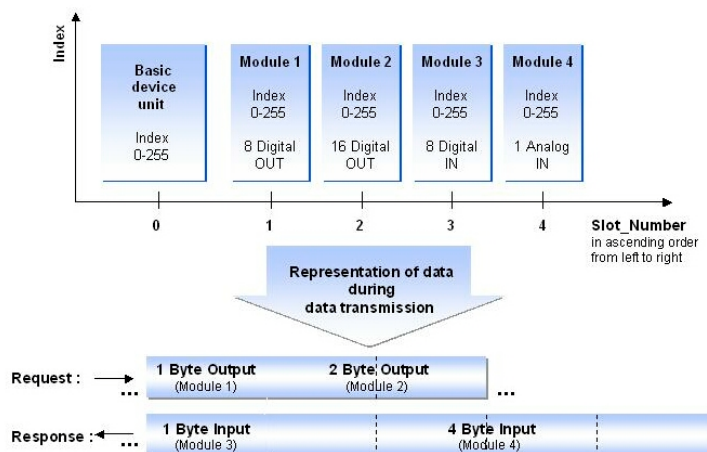 Index
Basic
device
unit
Index
0-255
Module 1
Index
0-255
8 Digital
OUT
Module 2
Index
0-255
16 Digital
OUT
Module 3
Index
0-255
8 Digital
IN
Module 4
Index
0-255
1 Analog
IN
0
1
2
3
4
Slot_Number
in ascending order
from left to right
Representation of data
during
data transmission
Request :
...
1 Byte Output
(Module 1)
2 Byte Output
(Module 2)
...
Response :
...
1 Byte Input
(Module 3)
4 Byte Input
(Module 4)